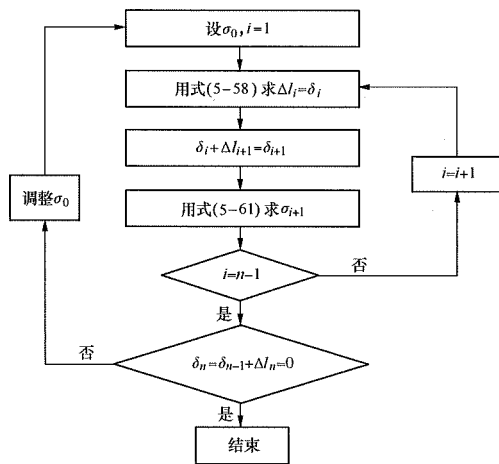 设σ₀, i=1
用式(5-58)求Δlᵢ=δᵢ
δᵢ+Δlᵢ₊₁=δᵢ₊₁
调整σ₀
i=i+1
用式(5-61)求σᵢ₊₁
i=n-1
否
是
否
δₙ=δₙ₋₁+Δlₙ=0
是
结束